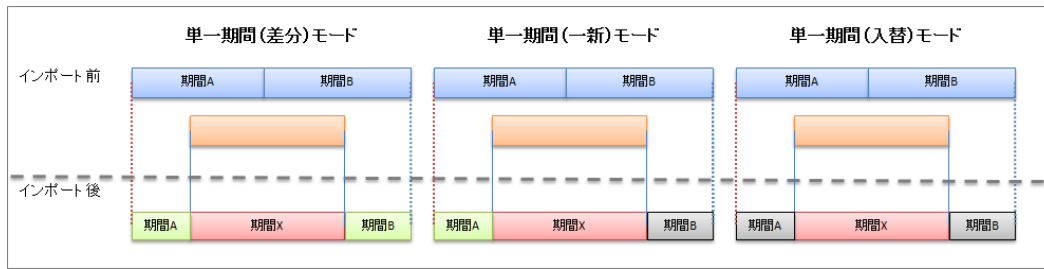 単一期間(差分)モード 単一期間(一新)モード 単一期間(入替)モード
インポート前 期間A 期間B 期間A 期間B 期間A 期間B
インポート後
期間A 期間X 期間B 期間A 期間X 期間B 期間A 期間X 期間B